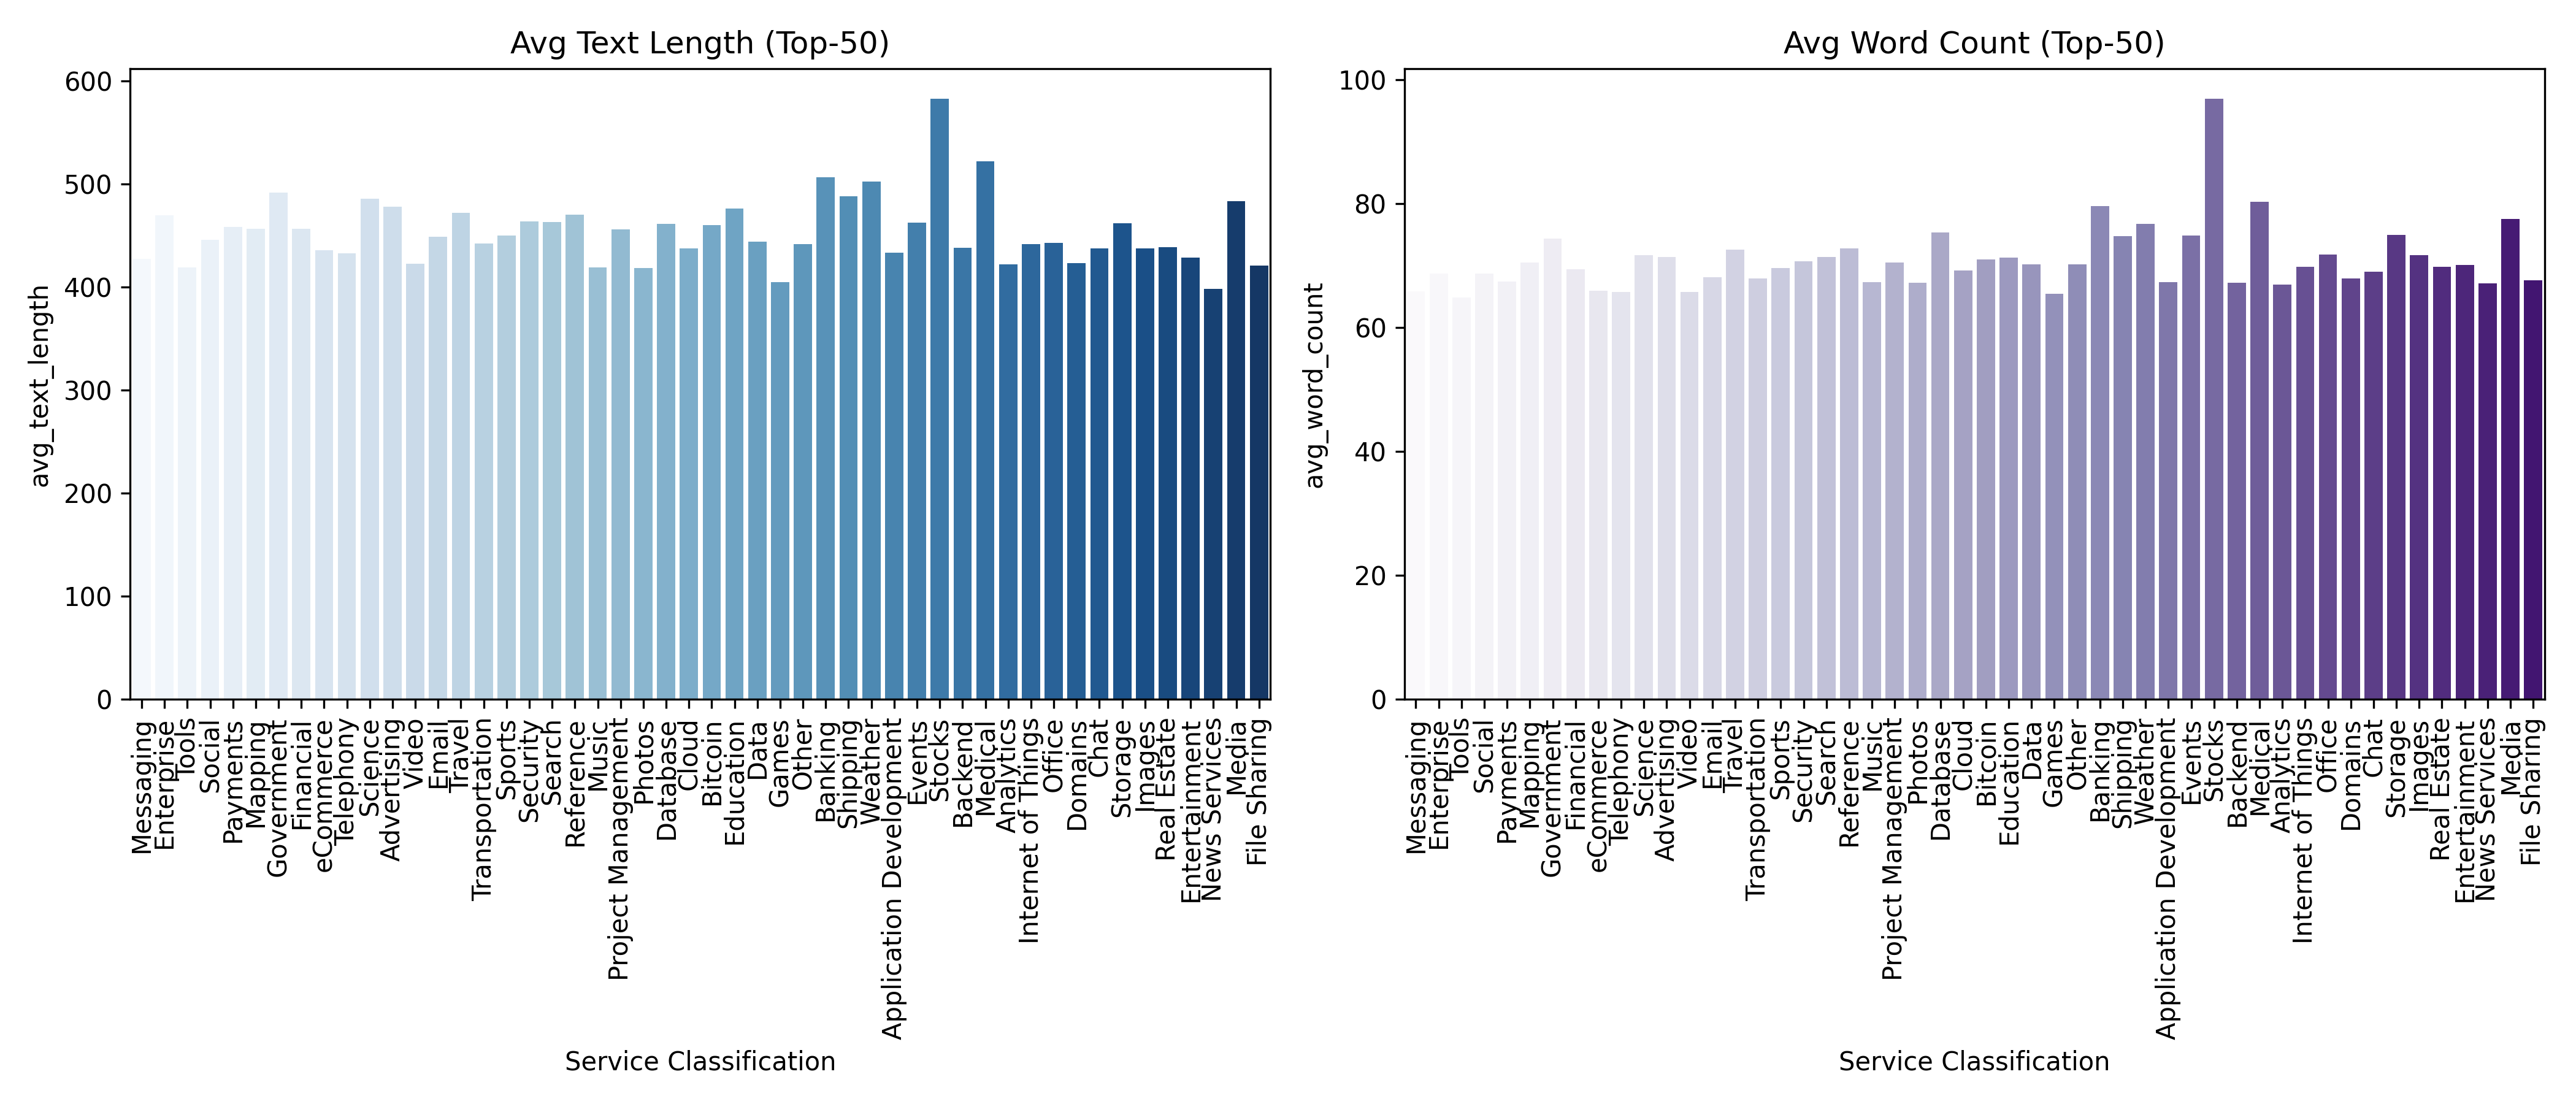 Avg Text Length (Top-50)
avg_text_length
600
500
400
300
200
100
0
Messaging
Enterprise
Tools
Social
Payments
Mapping
Government
Financial
eCommerce
Telephony
Science
Advertising
Video
Email
Travel
Transportation
Sports
Security
Search
Reference
Music
Project Management
Photos
Database
Cloud
Bitcoin
Education
Data
Games
Other
Banking
Shipping
Weather
Application Development
Events
Stocks
Backend
Medical
Analytics
Internet of Things
Office
Domains
Chat
Storage
Images
Real Estate
Entertainment
News Services
Media
File Sharing
Service Classification
Avg Word Count (Top-50)
avg_word_count
100
80
60
40
20
0
Messaging
Enterprise
Tools
Social
Payments
Mapping
Government
Financial
eCommerce
Telephony
Science
Advertising
Video
Email
Travel
Transportation
Sports
Security
Search
Reference
Music
Project Management
Photos
Database
Cloud
Bitcoin
Education
Data
Games
Other
Banking
Shipping
Weather
Application Development
Events
Stocks
Backend
Medical
Analytics
Internet of Things
Office
Domains
Chat
Storage
Images
Real Estate
Entertainment
News Services
Media
File Sharing
Service Classification